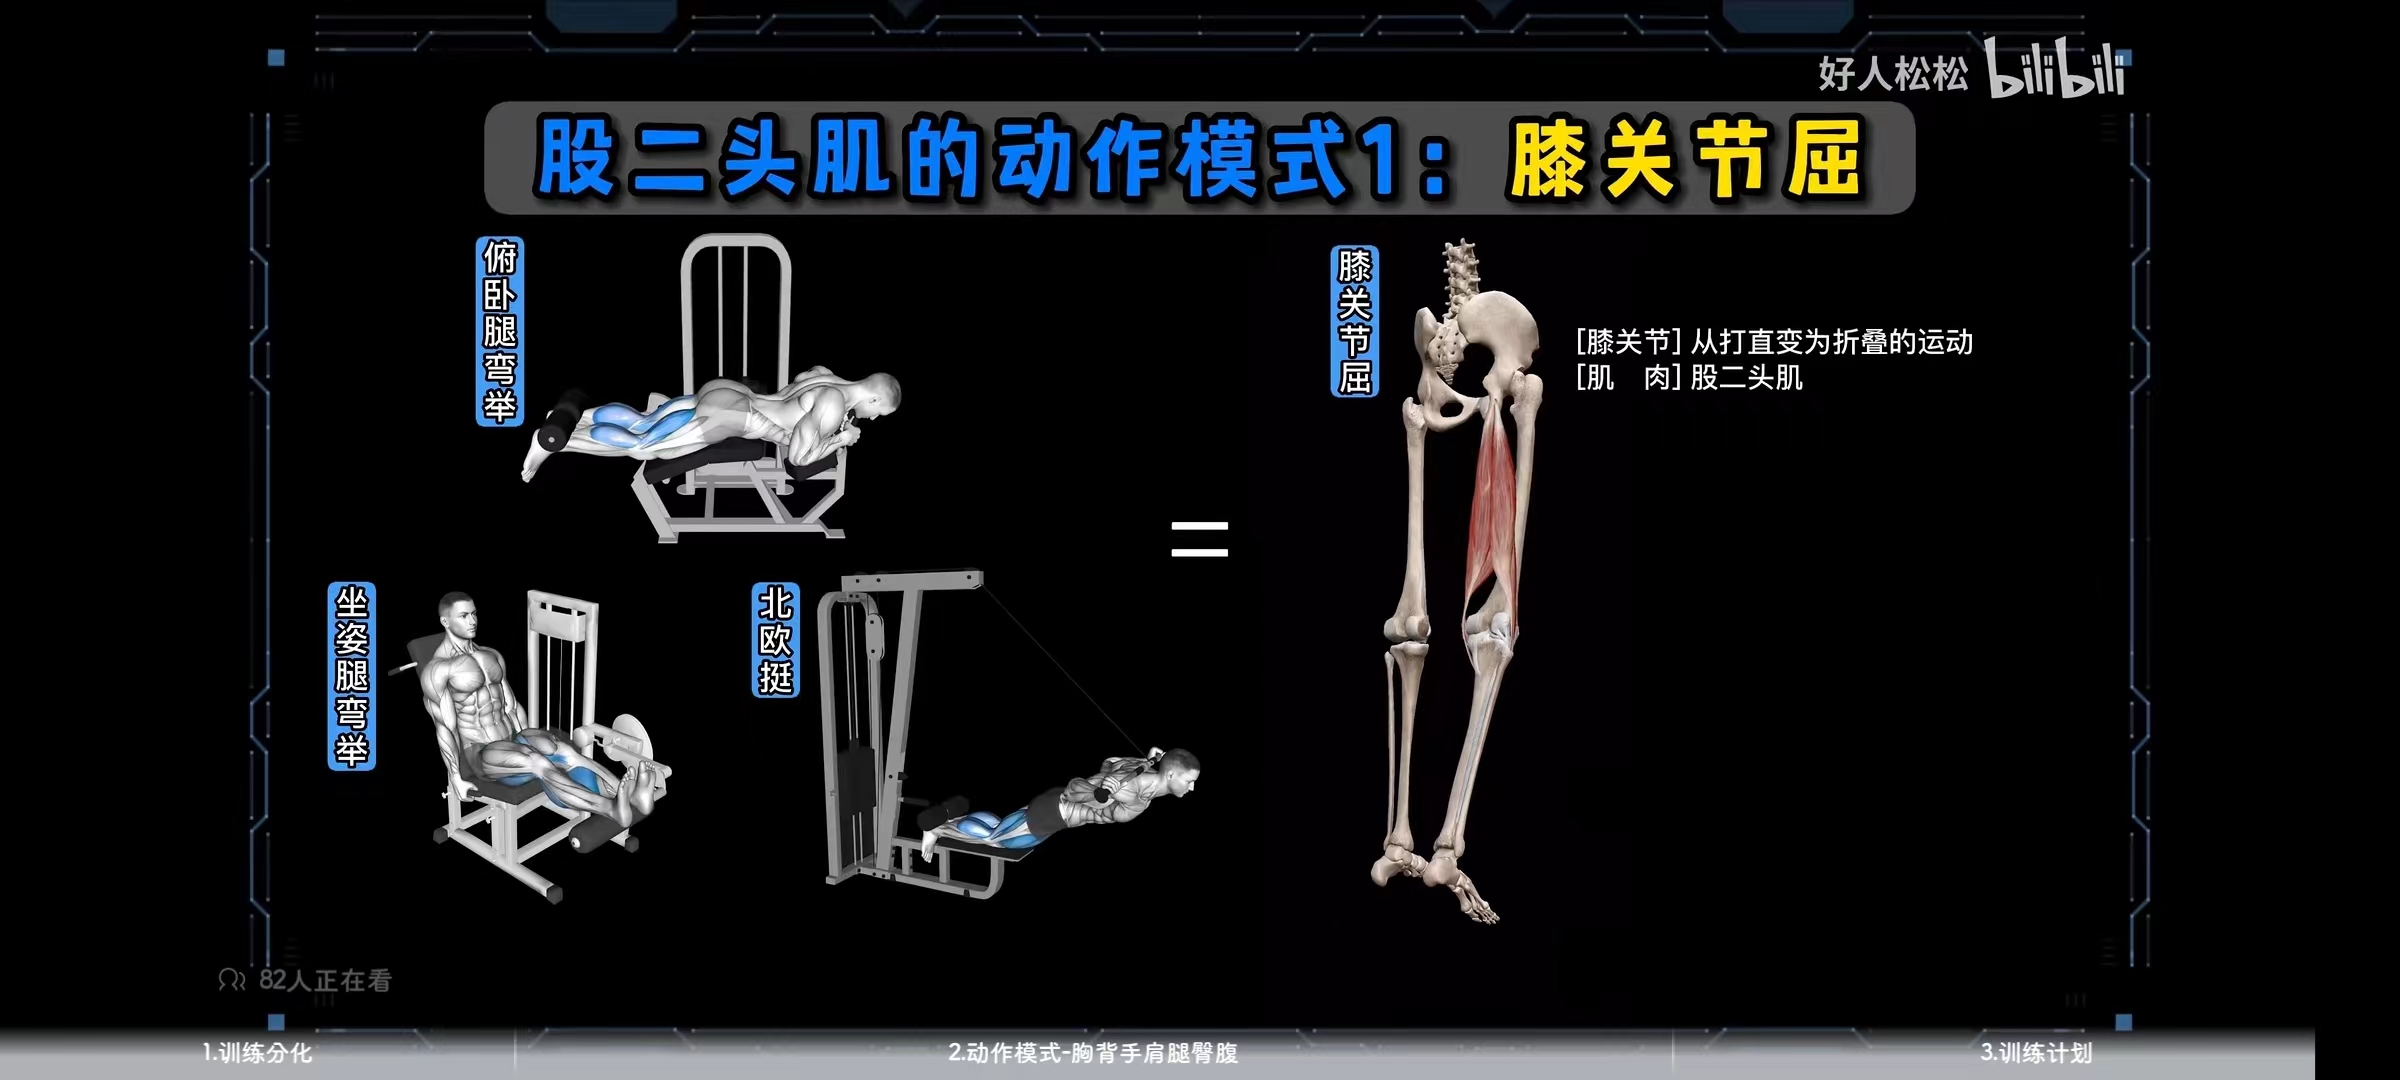 好人松松 bilibili
股二头肌的动作模式1：膝关节屈
俯卧腿弯举
膝关节屈
[膝关节] 从打直变为折叠的运动
[肌　肉] 股二头肌
=
坐姿腿弯举
北欧挺
82人正在看
1.训练分化
2.动作模式-胸背手肩腿臀腹
3.训练计划